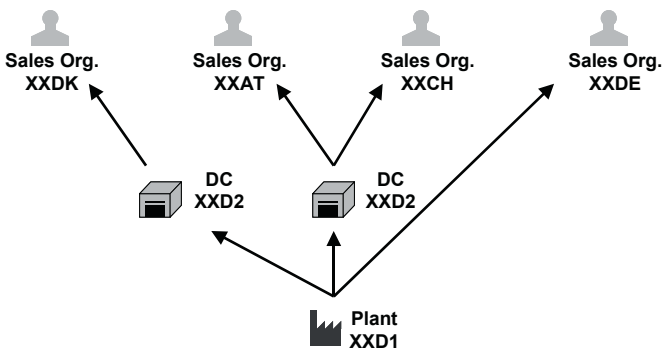 Sales Org.
XXDK
Sales Org.
XXAT
Sales Org.
XXCH
Sales Org.
XXDE
DC
XXD2
DC
XXD2
Plant
XXD1